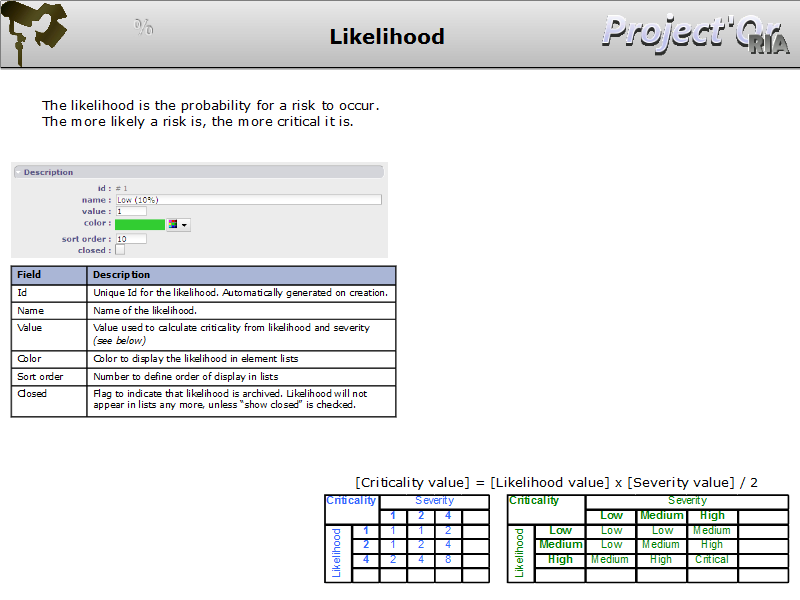 %
Likelihood
Project'Or
RIA
The likelihood is the probability for a risk to occur.
The more likely a risk is, the more critical it is.
Description
id : # 1
name : Low (10%)
value : 1
color :
sort order : 10
closed :
Field Description
Id Unique Id for the likelihood. Automatically generated on creation.
Name Name of the likelihood.
Value Value used to calculate criticality from likelihood and severity
(see below)
Color Color to display the likelihood in element lists
Sort order Number to define order of display in lists
Closed Flag to indicate that likelihood is archived. Likelihood will not
appear in lists any more, unless “show closed” is checked.
[Criticality value] = [Likelihood value] x [Severity value] / 2
Criticality Severity
1 2 4
Likelihood
1 1 1 2
2 1 2 4
4 2 4 8
Criticality Severity
Low Medium High
Likelihood
Low Low Low Medium
Medium Low Medium High
High Medium High Critical